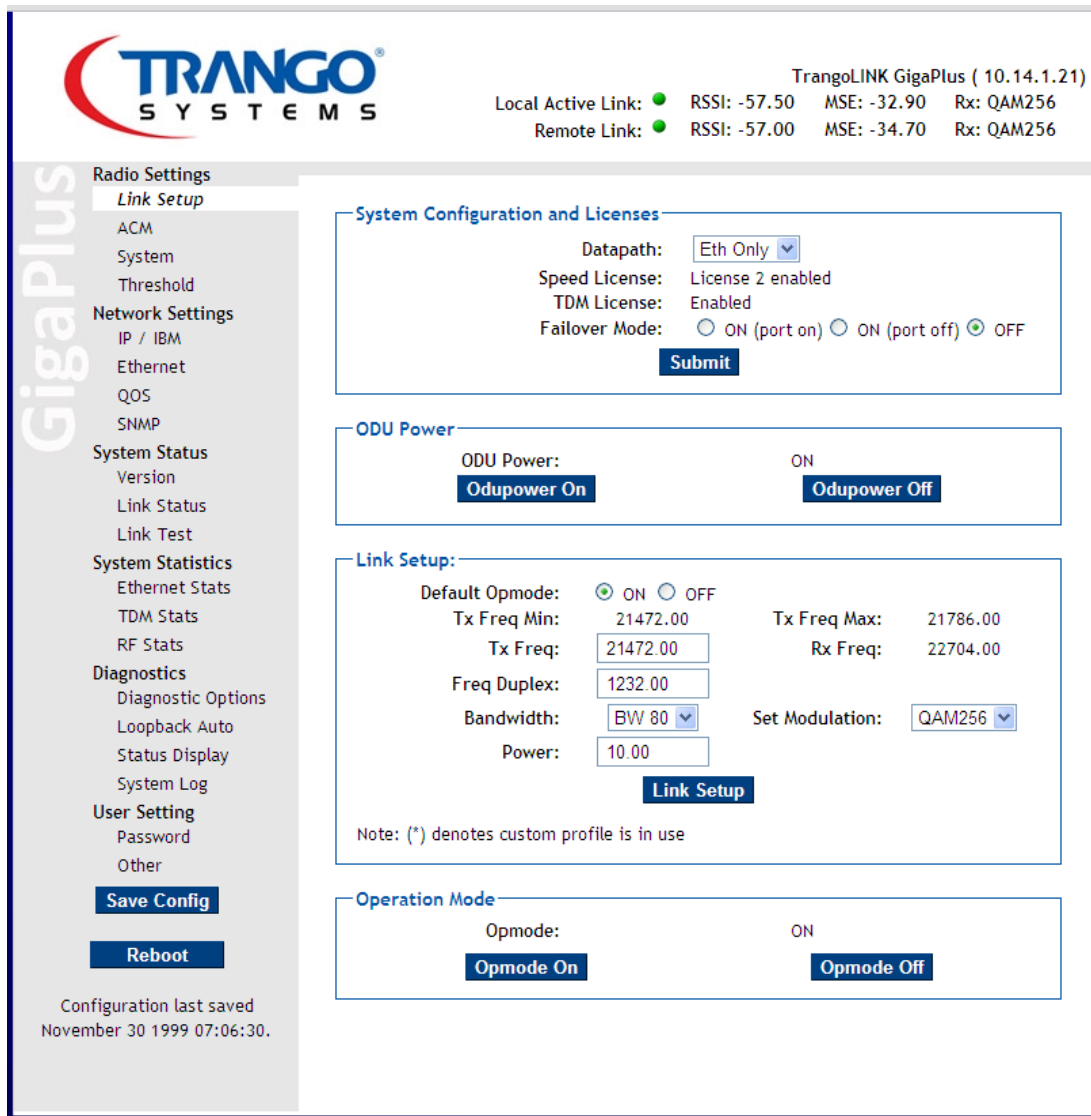 TRANGO®
SYSTEMS
TrangoLINK GigaPlus ( 10.14.1.21)
Local Active Link: RSSI: -57.50 MSE: -32.90 Rx: QAM256
Remote Link: RSSI: -57.00 MSE: -34.70 Rx: QAM256
GigaPlus
Radio Settings
Link Setup
ACM
System
Threshold
Network Settings
IP / IBM
Ethernet
QOS
SNMP
System Status
Version
Link Status
Link Test
System Statistics
Ethernet Stats
TDM Stats
RF Stats
Diagnostics
Diagnostic Options
Loopback Auto
Status Display
System Log
User Setting
Password
Other
Save Config
Reboot
Configuration last saved
November 30 1999 07:06:30.
System Configuration and Licenses
Datapath: Eth Only
Speed License: License 2 enabled
TDM License: Enabled
Failover Mode: ON (port on) ON (port off) OFF
Submit
ODU Power
ODU Power: ON
Odupower On Odupower Off
Link Setup:
Default Opmode: ON OFF
Tx Freq Min: 21472.00 Tx Freq Max: 21786.00
Tx Freq: 21472.00 Rx Freq: 22704.00
Freq Duplex: 1232.00
Bandwidth: BW 80 Set Modulation: QAM256
Power: 10.00
Link Setup
Note: (*) denotes custom profile is in use
Operation Mode
Opmode: ON
Opmode On Opmode Off